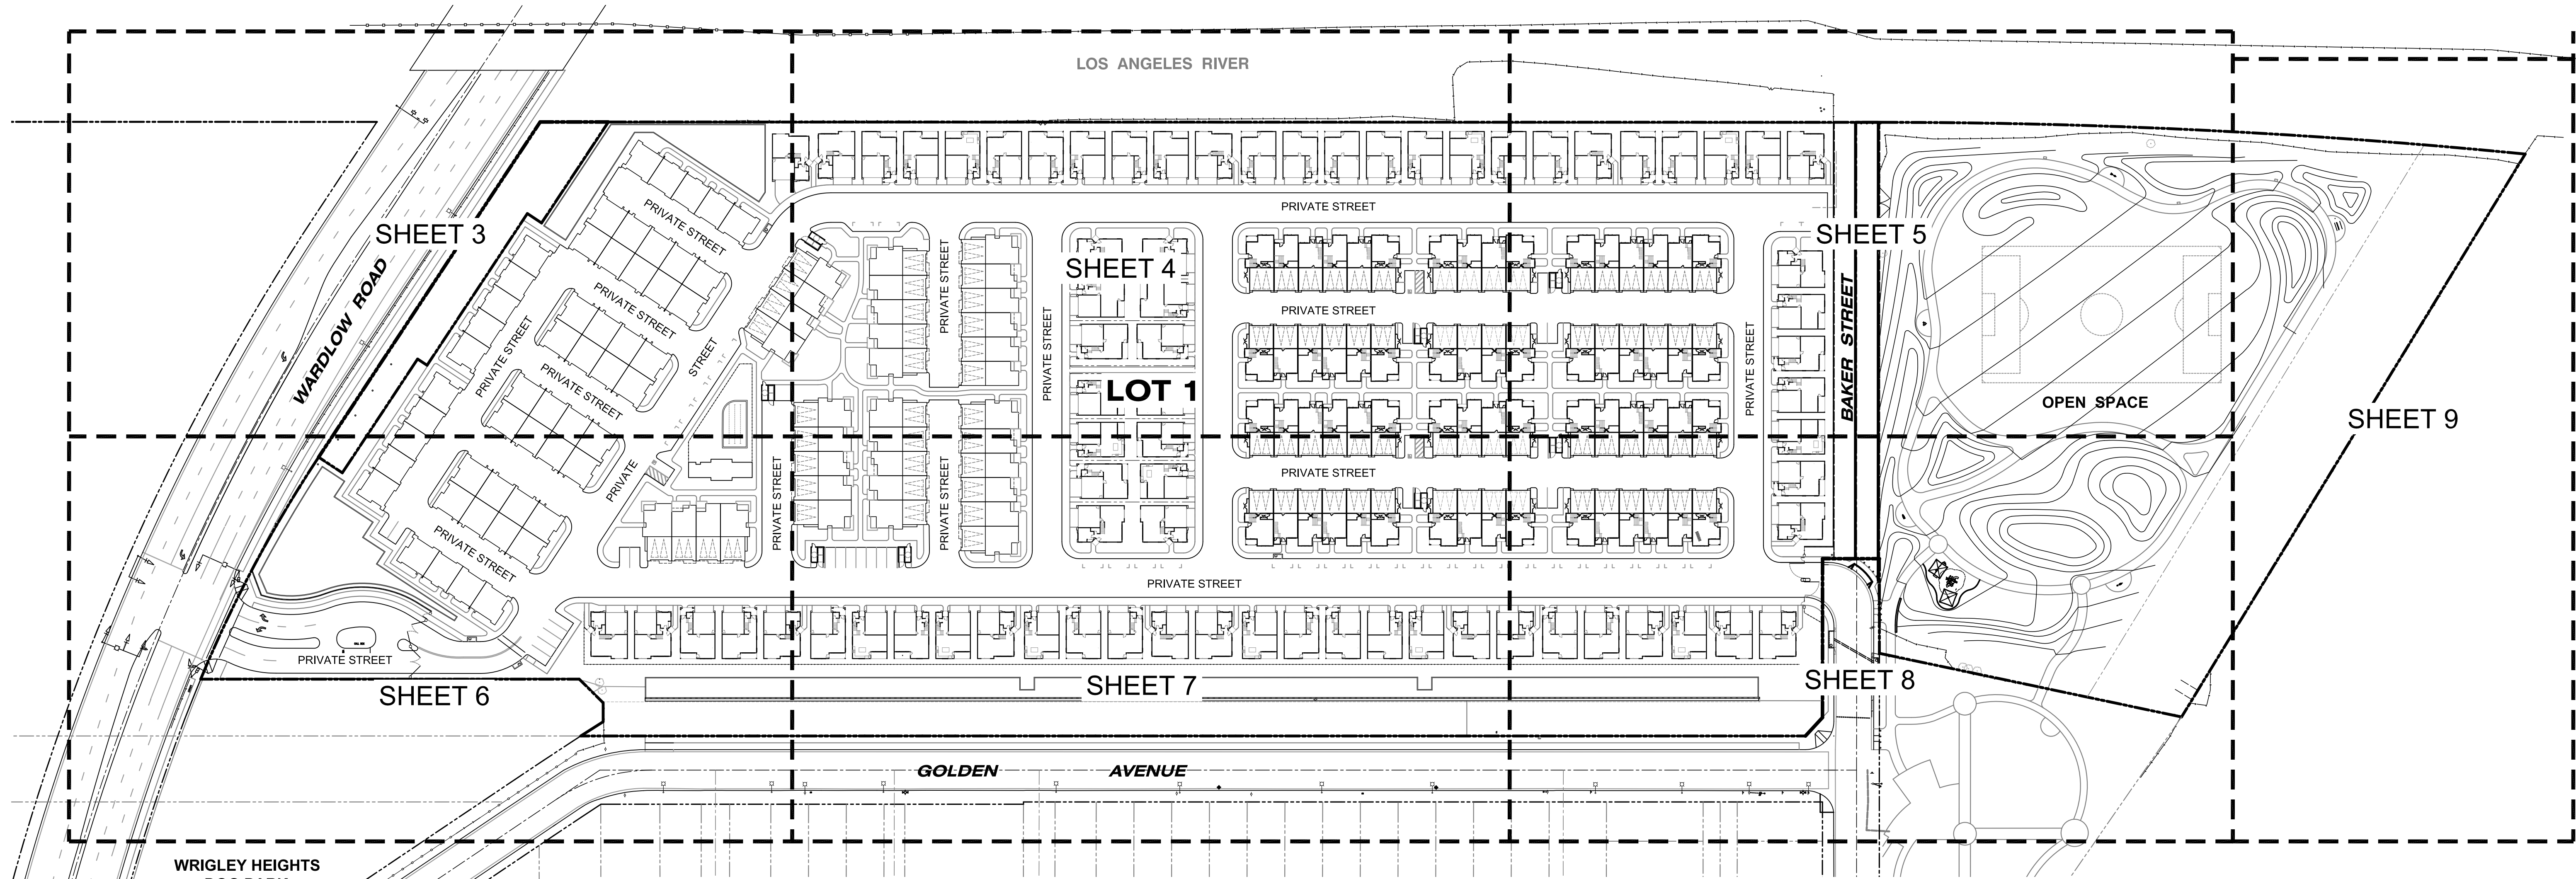 LOS ANGELES RIVER
PRIVATE STREET
PRIVATE STREET
SHEET 3
SHEET 4
SHEET 5
PRIVATE STREET
PRIVATE STREET
WARDLOW ROAD
PRIVATE STREET
PRIVATE STREET
PRIVATE STREET
PRIVATE STREET
PRIVATE STREET
STREET
PRIVATE
LOT 1
PRIVATE STREET
BAKER STREET
OPEN SPACE
SHEET 9
PRIVATE STREET
PRIVATE STREET
PRIVATE STREET
PRIVATE STREET
PRIVATE STREET
PRIVATE STREET
SHEET 6
SHEET 7
SHEET 8
GOLDEN AVENUE
WRIGLEY HEIGHTS